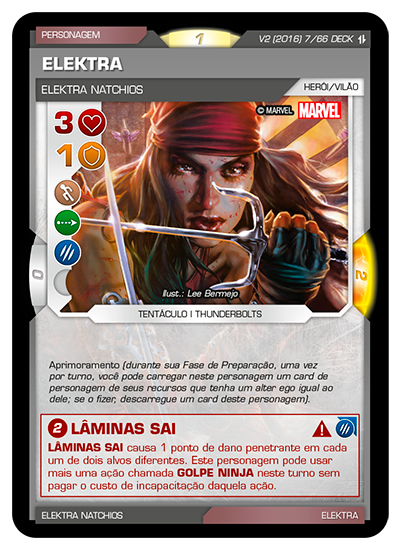 PERSONAGEM
1
V2 (2016) 7/66 DECK
ELEKTRA
ELEKTRA NATCHIOS
HERÓI/VILÃO
© MARVEL MARVEL
3
1
0
2
Illust.: Lee Bermejo
TENTÁCULO | THUNDERBOLTS
Aprimoramento (durante sua Fase de Preparação, uma vez
por turno, você pode carregar neste personagem um card de
personagem de seus recursos que tenha um alter ego igual ao
dele; se o fizer, descarregue um card deste personagem).
2 LÂMINAS SAI
LÂMINAS SAI causa 1 ponto de dano penetrante em cada
um de dois alvos diferentes. Este personagem pode usar
mais uma ação chamada GOLPE NINJA neste turno sem
pagar o custo de incapacitação daquela ação.
ELEKTRA NATCHIOS
ELEKTRA